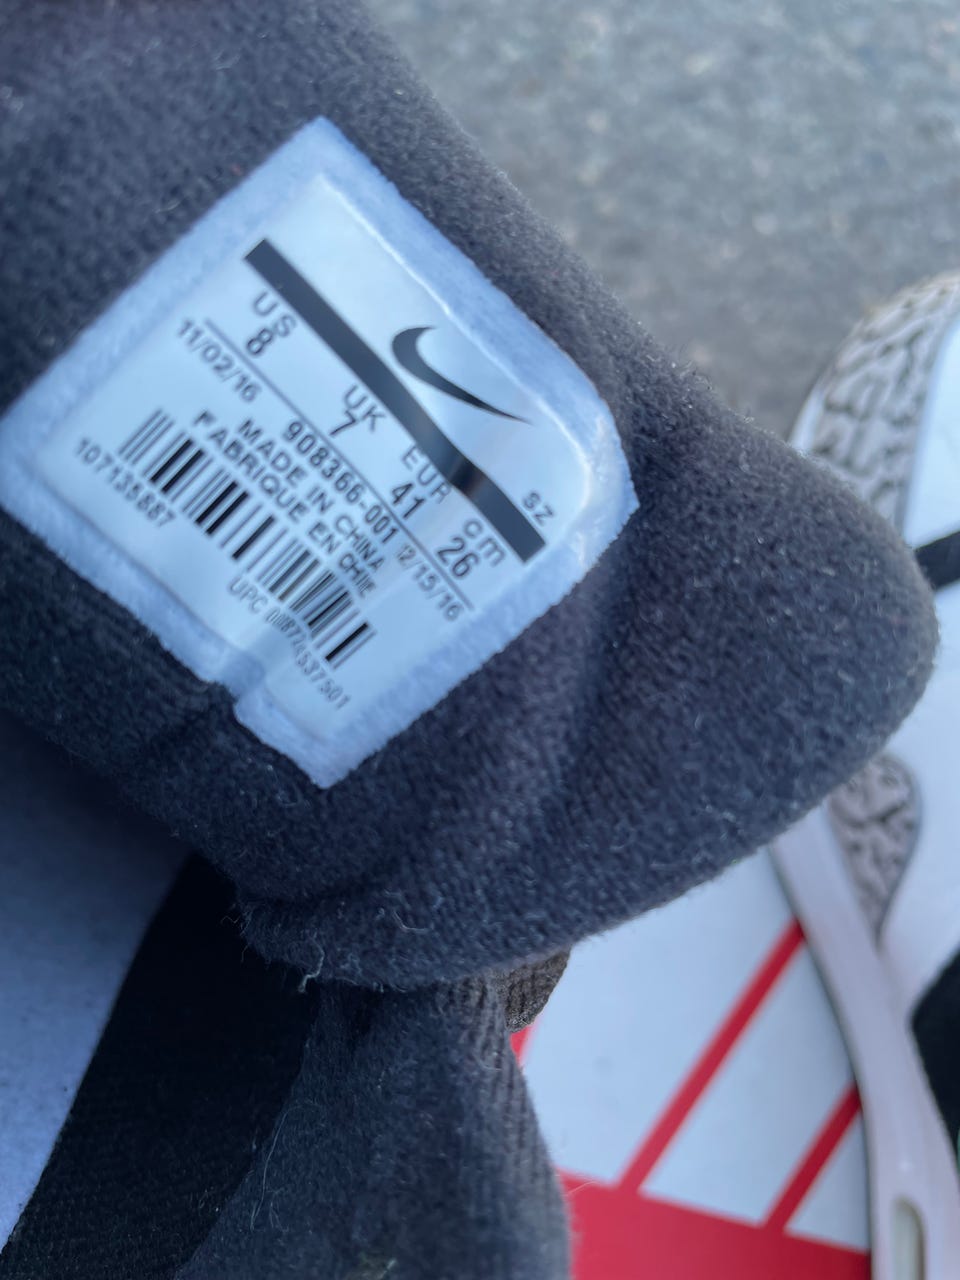 SZ
US UK EUR cm
8 7 41 26
11/02/16 908366-001 12/15/16
MADE IN CHINA
FABRIQUE EN CHINE
107135887